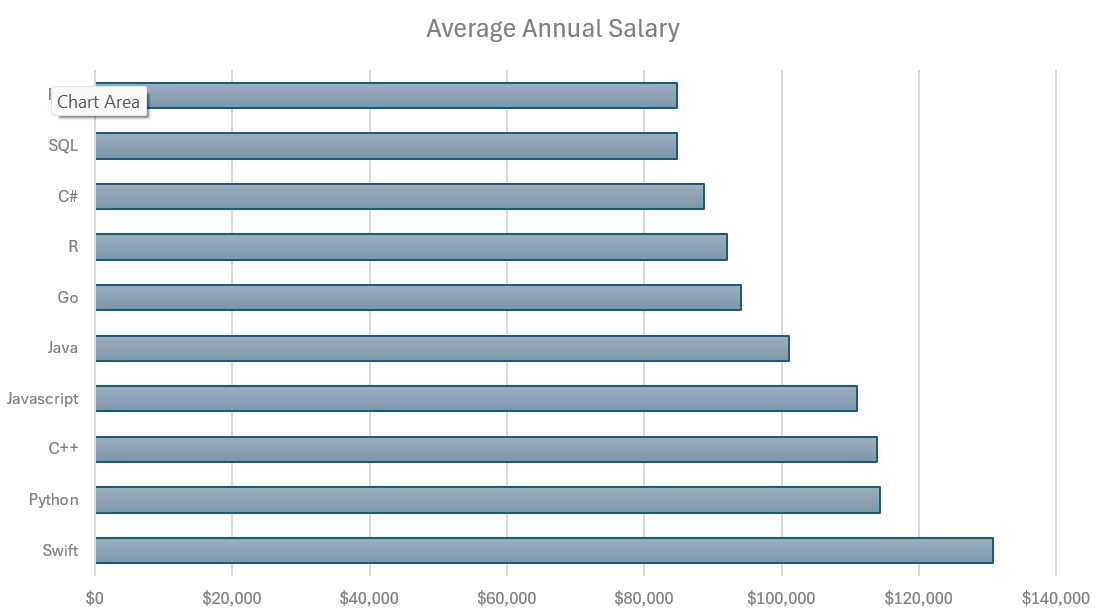 Average Annual Salary
Chart Area
SQL
C#
R
Go
Java
Javascript
C++
Python
Swift
$0 $20,000 $40,000 $60,000 $80,000 $100,000 $120,000 $140,000